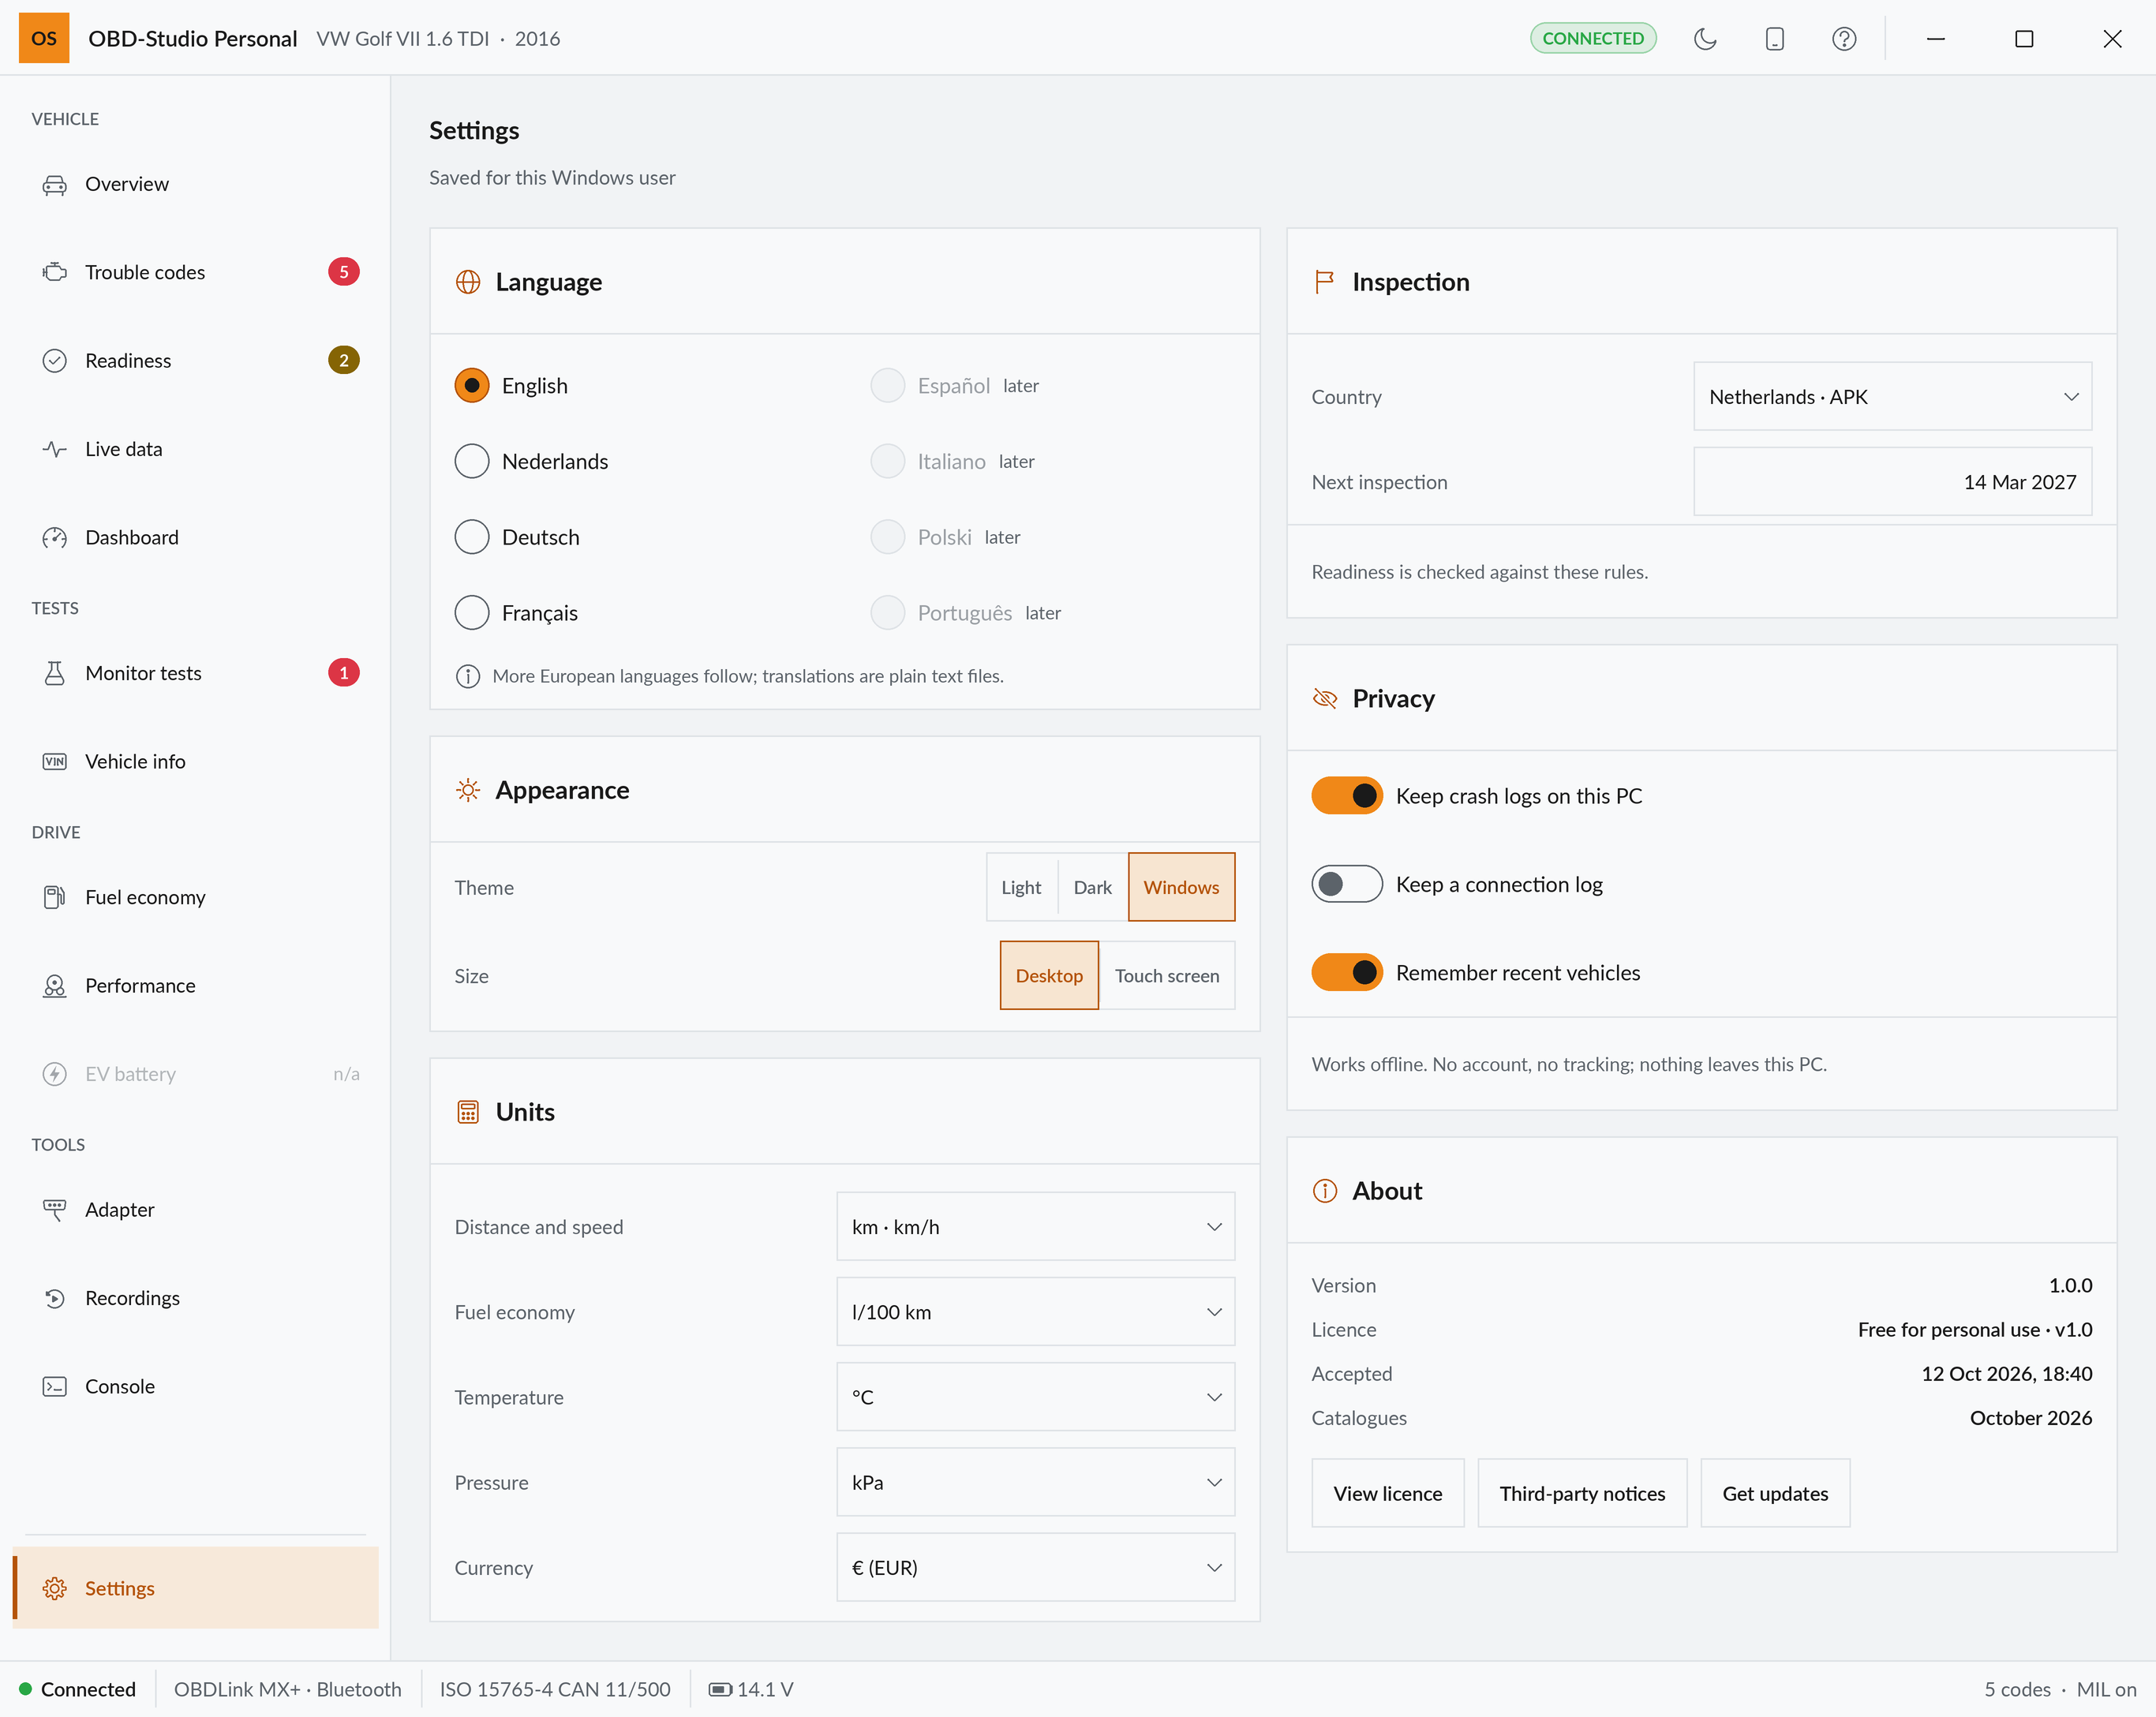 OS OBD-Studio Personal VW Golf VII 1.6 TDI · 2016 CONNECTED
VEHICLE
Overview
Trouble codes 5
Readiness 2
Live data
Dashboard
TESTS
Monitor tests 1
VIN Vehicle info
DRIVE
Fuel economy
Performance
EV battery n/a
TOOLS
Adapter
Recordings
Console
Settings
Settings
Saved for this Windows user
Language
English
Español later
Nederlands
Italiano later
Deutsch
Polski later
Français
Português later
More European languages follow; translations are plain text files.
Appearance
Theme Light Dark Windows
Size Desktop Touch screen
Units
Distance and speed km · km/h
Fuel economy l/100 km
Temperature °C
Pressure kPa
Currency € (EUR)
Inspection
Country Netherlands · APK
Next inspection 14 Mar 2027
Readiness is checked against these rules.
Privacy
Keep crash logs on this PC
Keep a connection log
Remember recent vehicles
Works offline. No account, no tracking; nothing leaves this PC.
About
Version 1.0.0
Licence Free for personal use · v1.0
Accepted 12 Oct 2026, 18:40
Catalogues October 2026
View licence Third-party notices Get updates
Connected OBDLink MX+ · Bluetooth ISO 15765-4 CAN 11/500 14.1 V 5 codes · MIL on